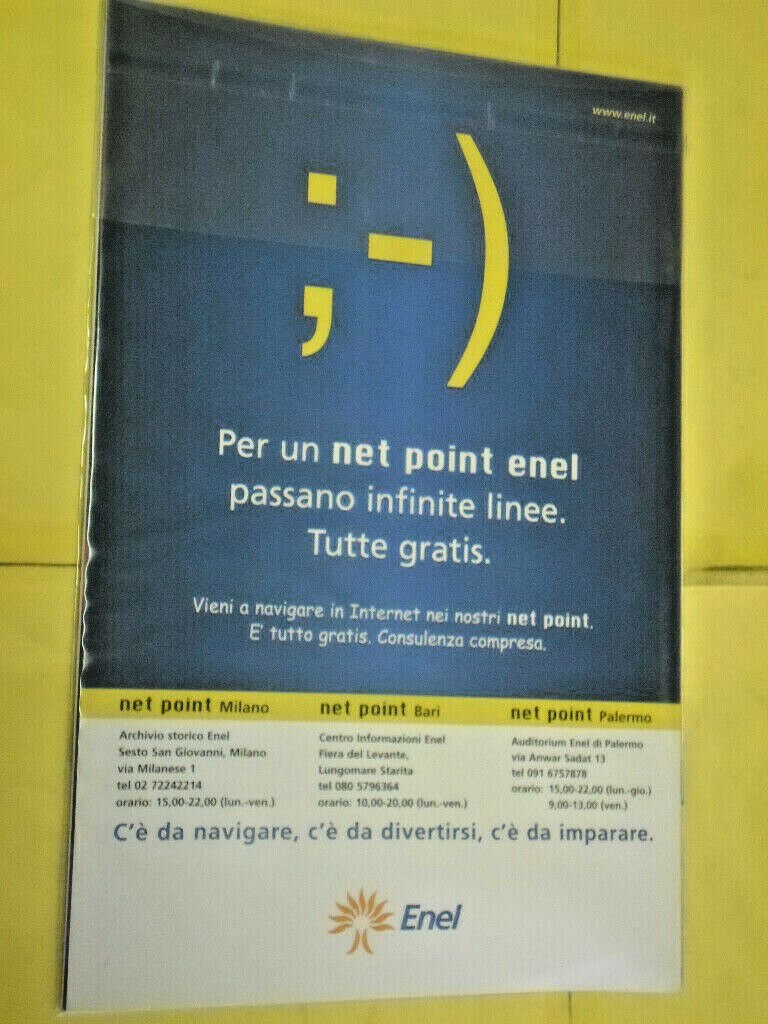 www.enel.it
;-)
Per un net point enel
passano infinite linee.
Tutte gratis.
Vieni a navigare in Internet nei nostri net point.
E' tutto gratis. Consulenza compresa.
net point Milano
Archivio storico Enel
Sesto San Giovanni, Milano
via Milanese 1
tel 02 72242214
orario: 15,00-22,00 (lun.-ven.)
net point Bari
Centro Informazioni Enel
Fiera del Levante,
Lungomare Starita
tel 080 5796364
orario: 10,00-20,00 (lun.-ven.)
net point Palermo
Auditorium Enel di Palermo
via Anwar Sadat 13
tel 091 6757878
orario: 15,00-22,00 (lun.-gio.)
9,00-13,00 (ven.)
C'è da navigare, c'è da divertirsi, c'è da imparare.
Enel